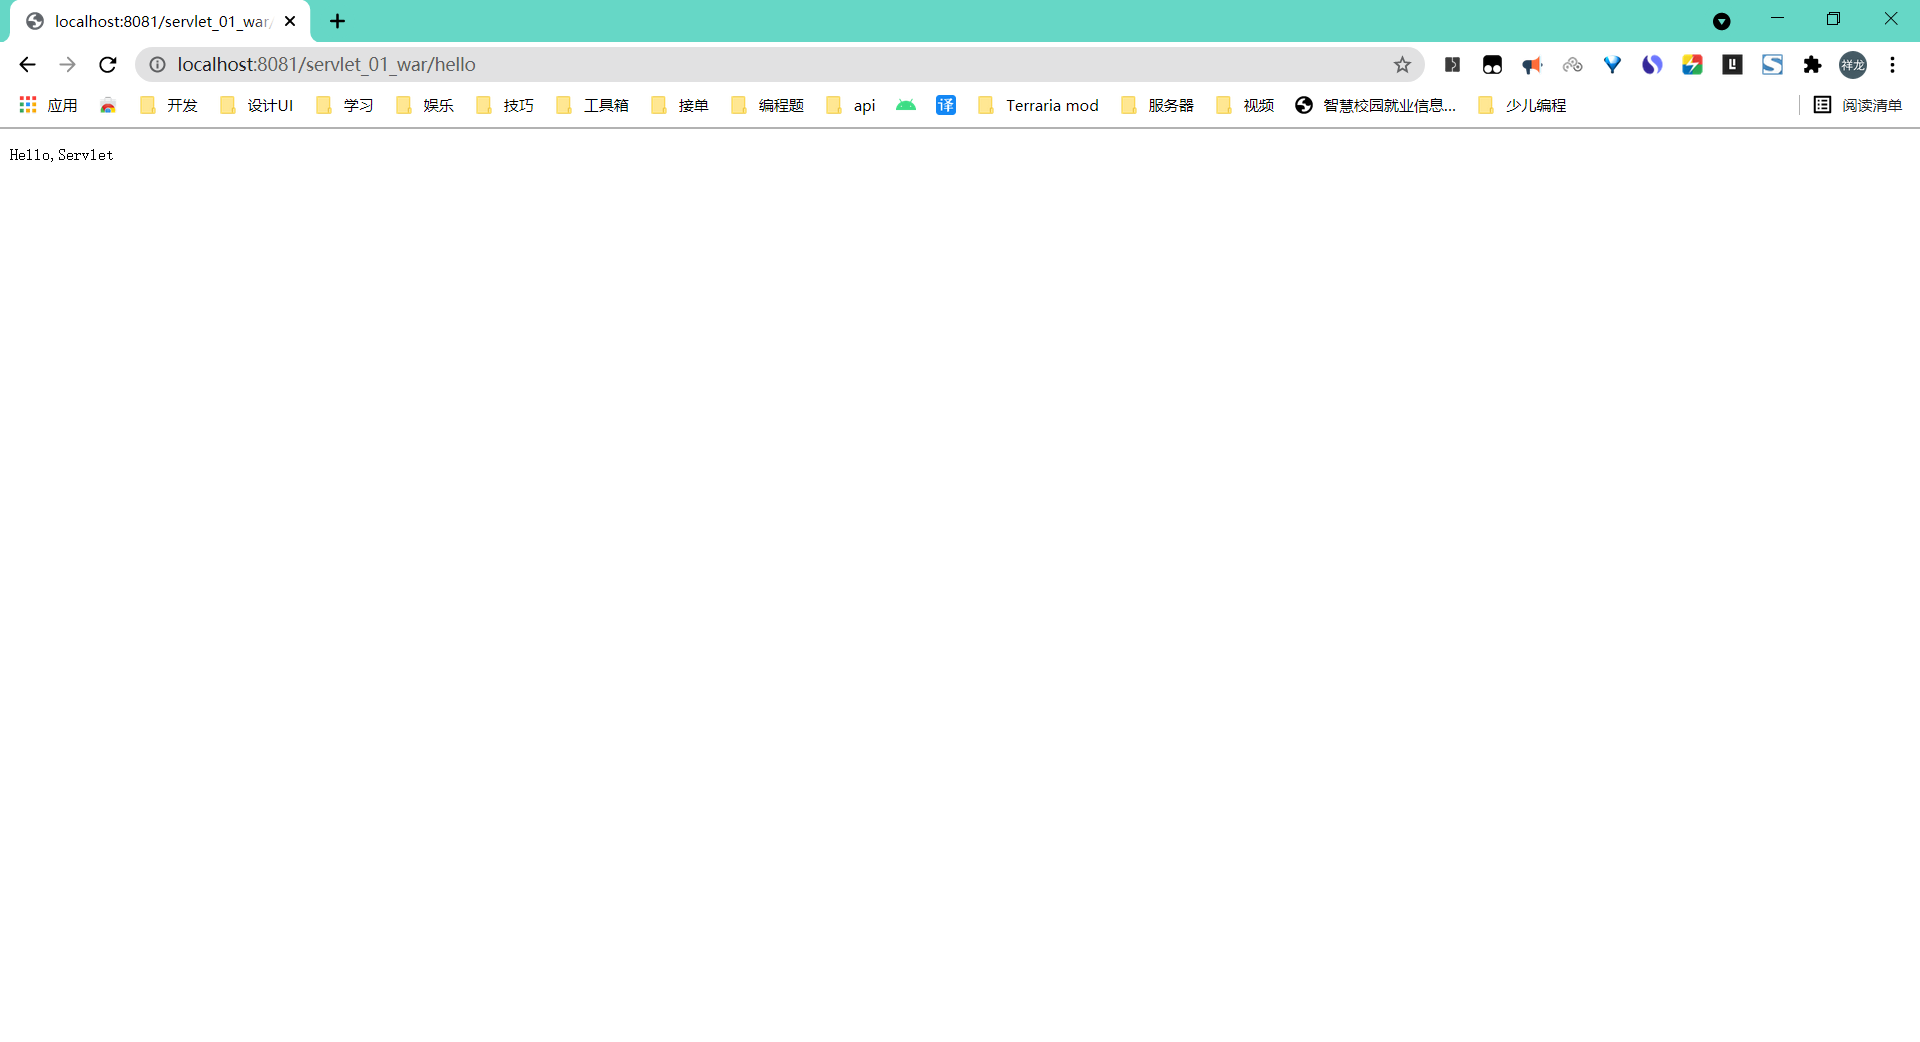 localhost:8081/servlet_01_war/
localhost:8081/servlet_01_war/hello
祥龙
应用 开发 设计UI 学习 娱乐 技巧 工具箱 接单 编程题 api 译 Terraria mod 服务器 视频 智慧校园就业信息... 少儿编程 阅读清单
Hello,Servlet